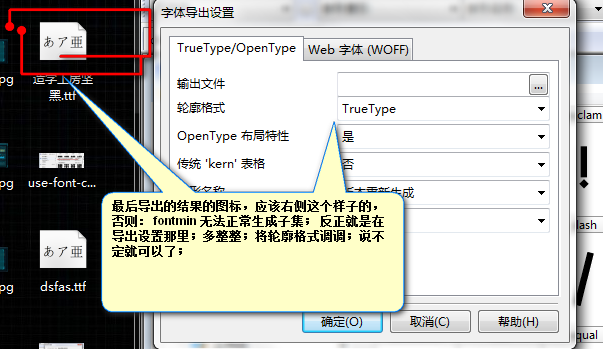 字体导出设置
TrueType/OpenType
Web 字体 (WOFF)
输出文件
...
轮廓格式
TrueType
OpenType 布局特性
是
传统 'kern' 表格
否
最后导出的结果的图标，应该右侧这个样子的，
否则：fontmin 无法正常生成子集；反正就是在
导出设置那里；多整整；将轮廓格式调调；说不
定就可以了；
确定(O)
取消(C)
帮助(H)
あア亜
造字工房坚
黑.ttf
use-font-c...
あア亜
dsfas.ttf
pg
pg
clam
!
lash
/
qual